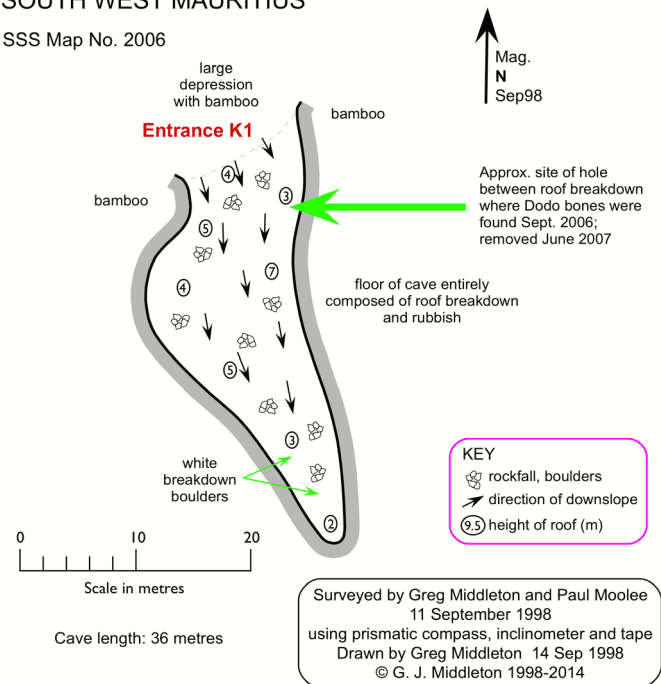 SOUTH WEST MAURITIUS
SSS Map No. 2006
Mag.
N
Sep98
large
depression
with bamboo
Entrance K1
bamboo
bamboo
Approx. site of hole
between roof breakdown
where Dodo bones were
found Sept. 2006;
removed June 2007
4
3
5
7
4
5
3
2
floor of cave entirely
composed of roof breakdown
and rubbish
white
breakdown
boulders
KEY
rockfall, boulders
direction of downslope
9.5 height of roof (m)
0 10 20
Scale in metres
Cave length: 36 metres
Surveyed by Greg Middleton and Paul Moolee
11 September 1998
using prismatic compass, inclinometer and tape
Drawn by Greg Middleton 14 Sep 1998
© G. J. Middleton 1998-2014